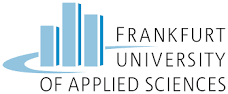 FRANKFURT
UNIVERSITY
OF APPLIED SCIENCES